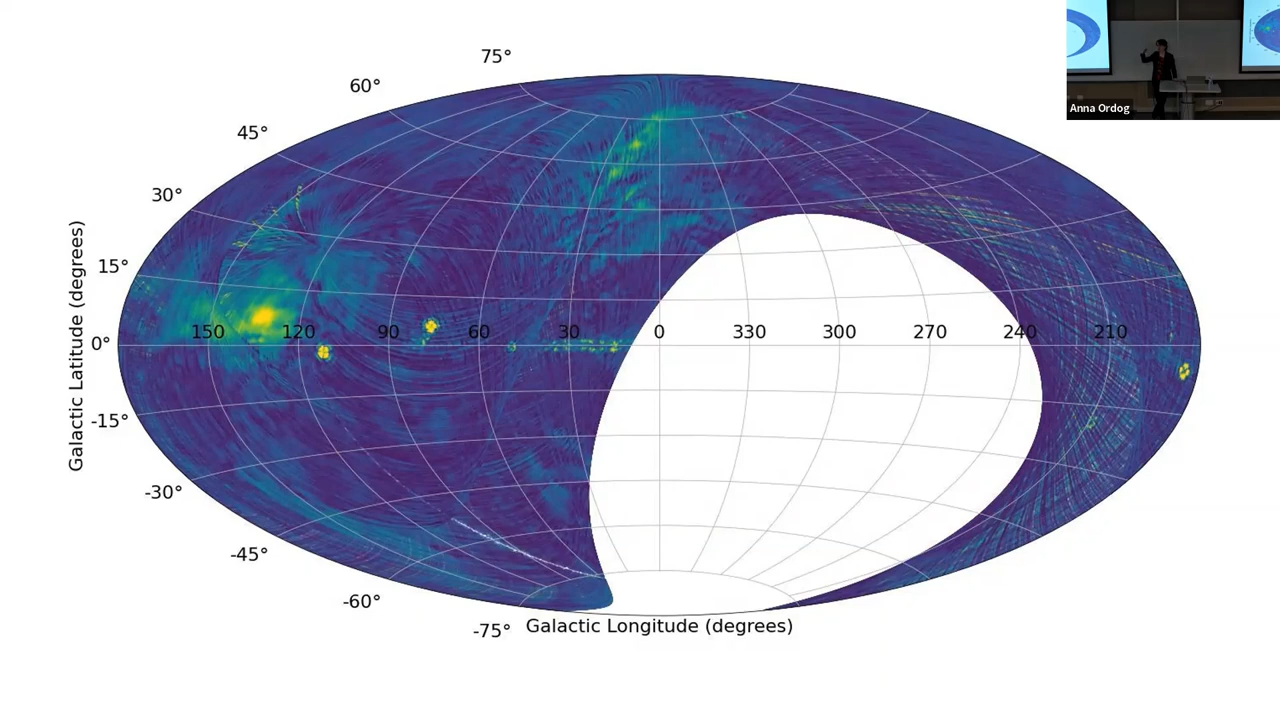 Anna Ordog
75°
60°
45°
30°
15°
0°
-15°
-30°
-45°
-60°
-75°
Galactic Latitude (degrees)
150 120 90 60 30 0 330 300 270 240 210
Galactic Longitude (degrees)